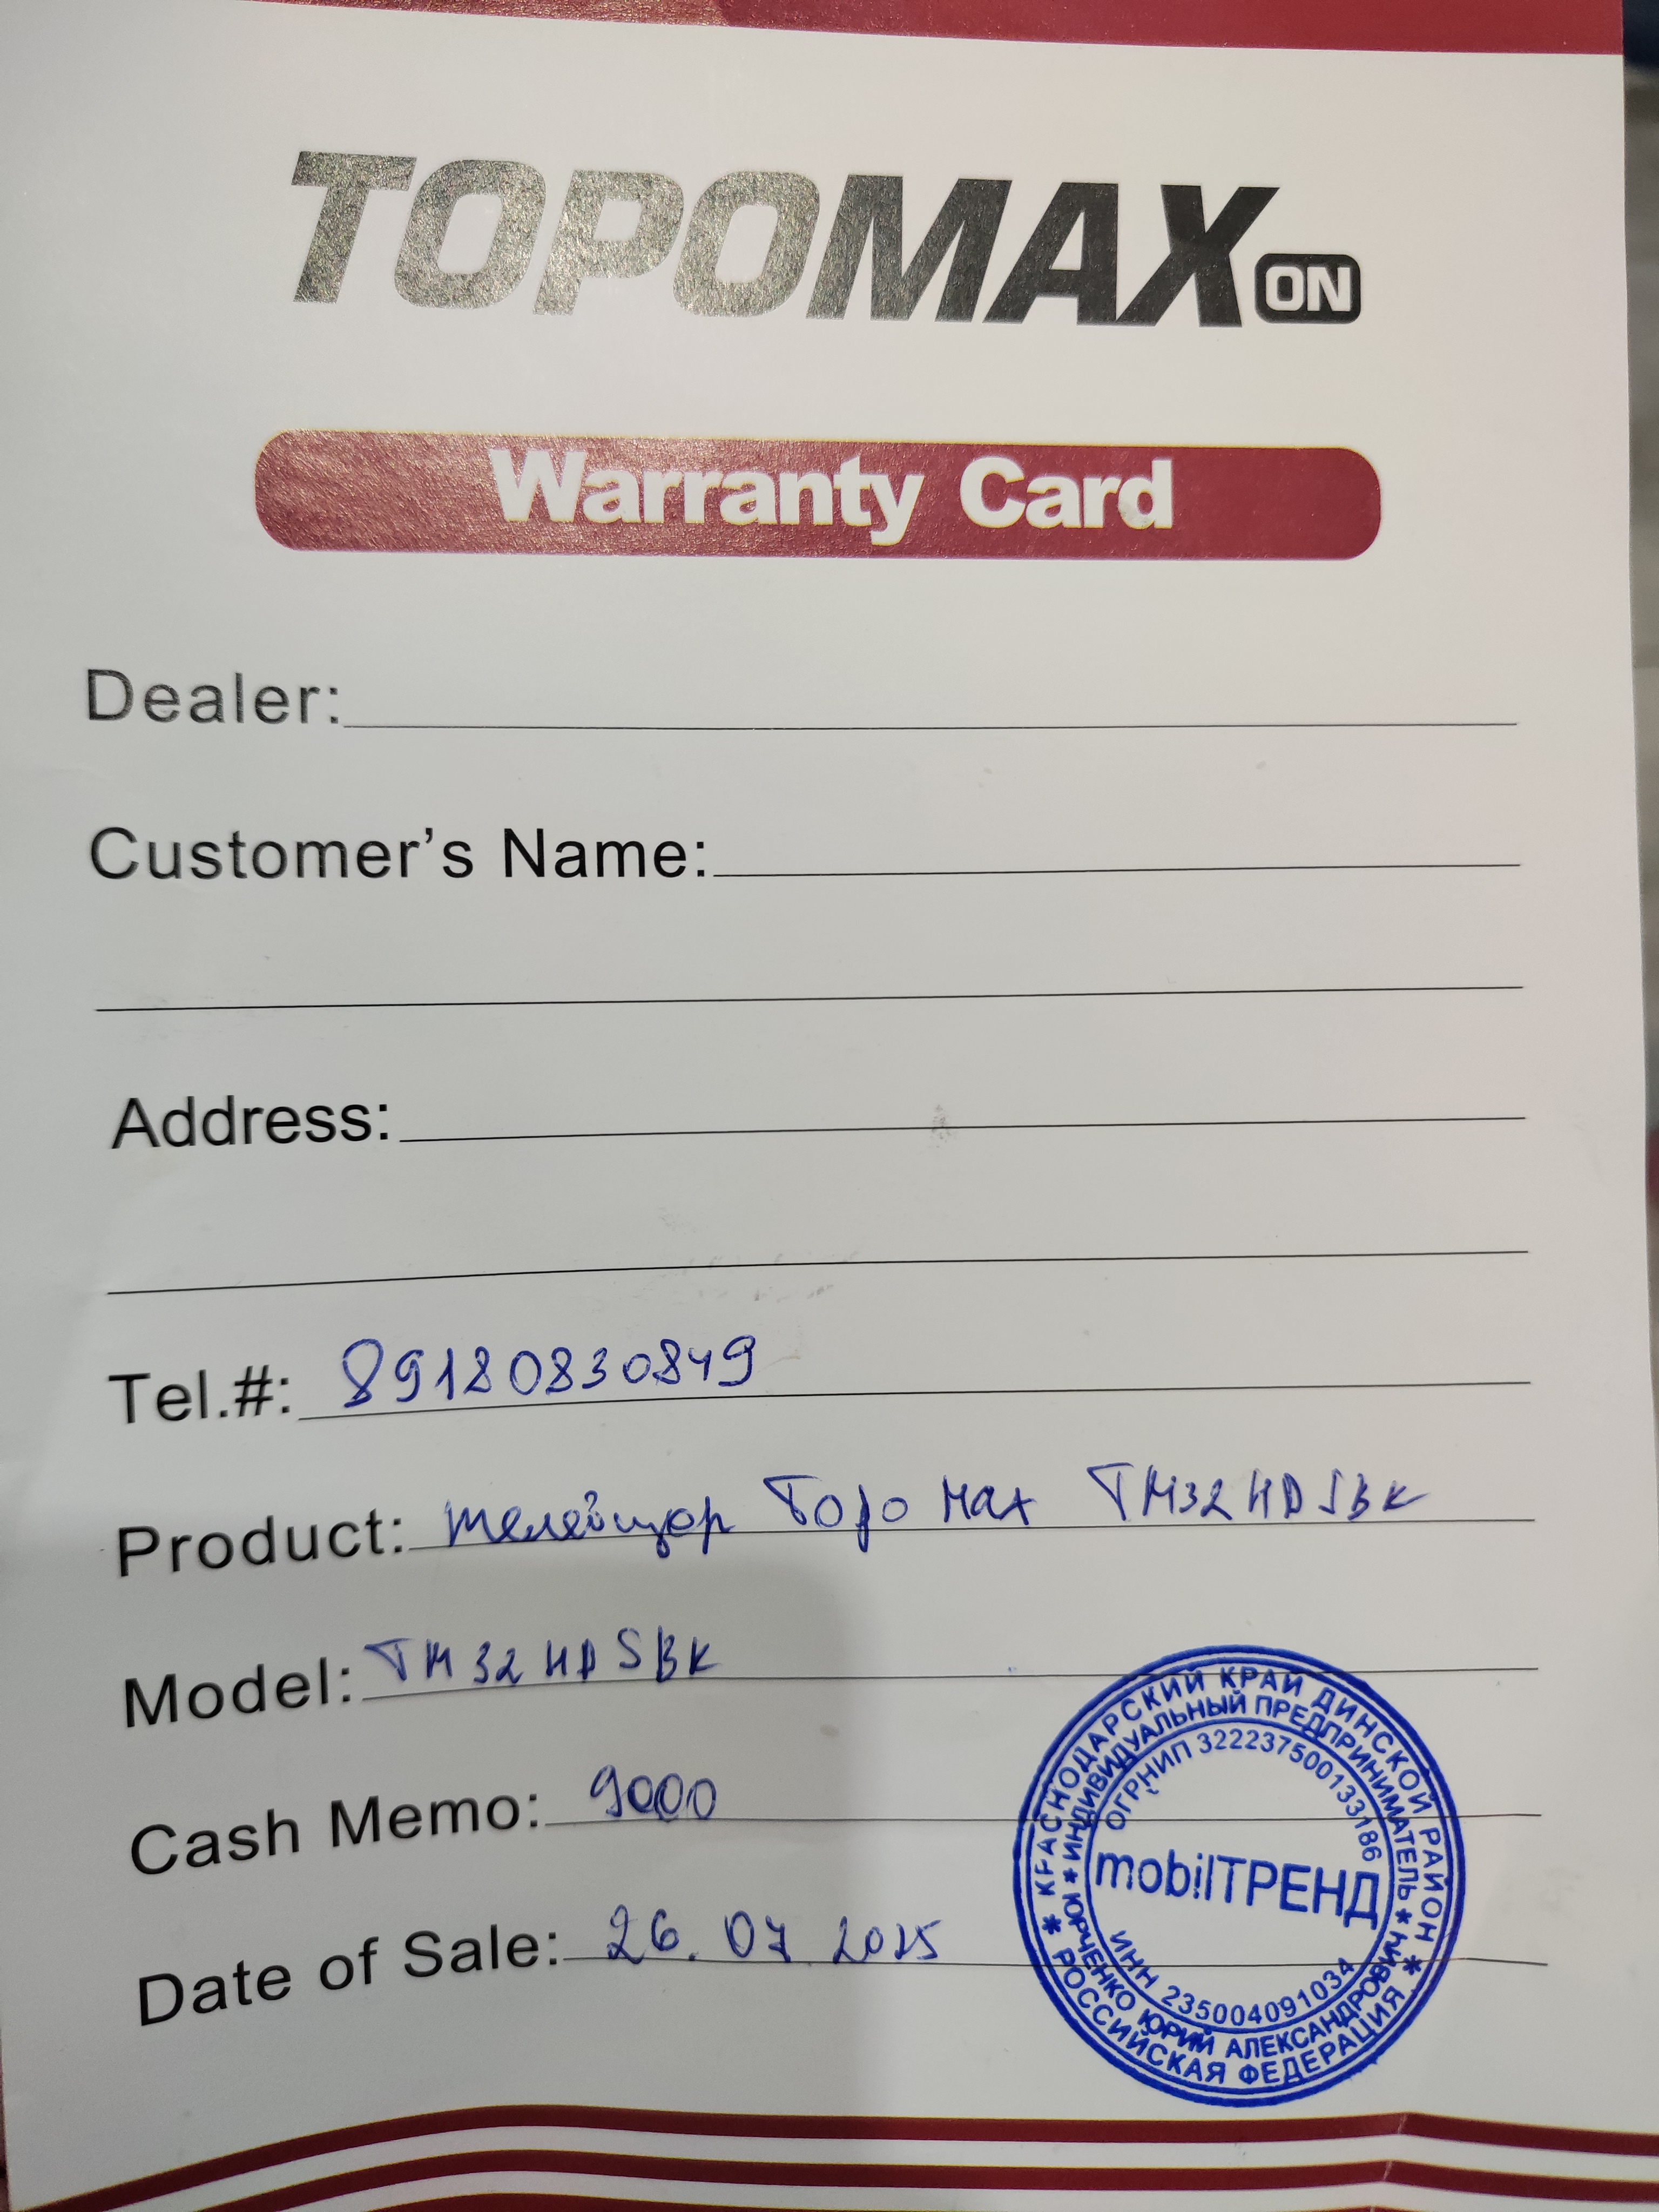 TOPOMAX ON
Warranty Card
Dealer:
Customer's Name:
Address:
Tel.#: 89180830849
Product: телевизор Topo Max TM32HDSBK
Model: TM32HDSBK
Cash Memo: 9000
Date of Sale: 26.07.2025
* КРАСНОДАРСКИЙ КРАЙ ДИНСКОЙ РАЙОН *
РОССИЙСКАЯ ФЕДЕРАЦИЯ
* ИНДИВИДУАЛЬНЫЙ ПРЕДПРИНИМАТЕЛЬ *
ЮРЧЕНКО ЮРИЙ АЛЕКСАНДРОВИЧ
ОГРНИП 322237500133186
mobilТРЕНД
ИНН 235004091034